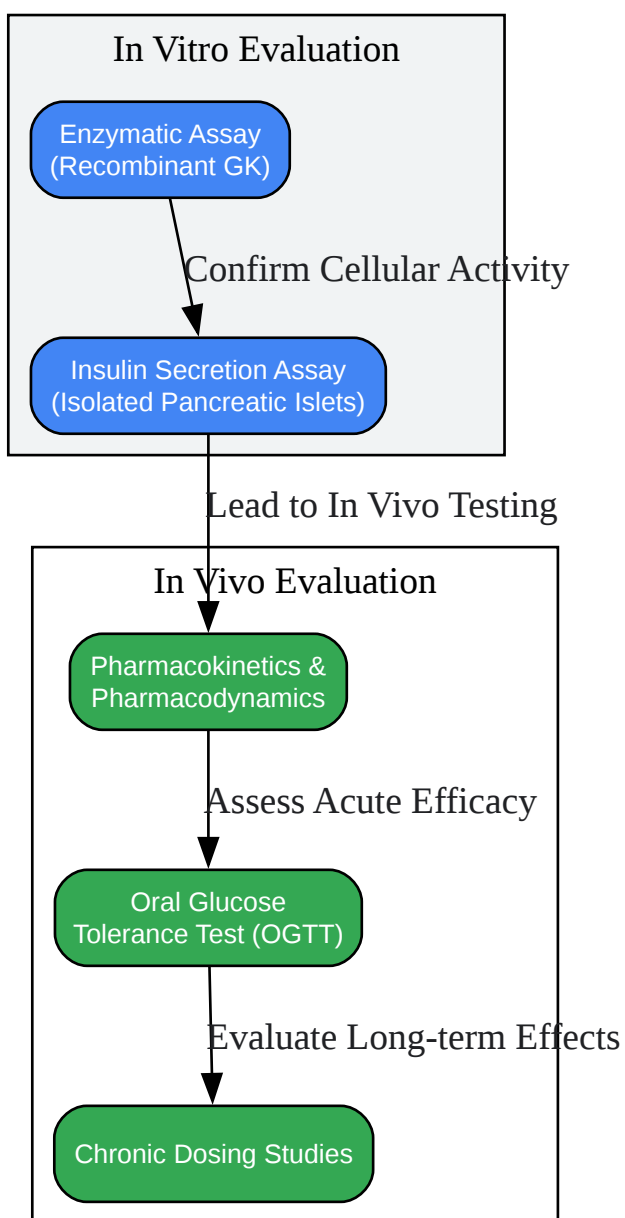 In Vitro Evaluation
Enzymatic Assay
(Recombinant GK)
Confirm Cellular Activity
Insulin Secretion Assay
(Isolated Pancreatic Islets)
Lead to In Vivo Testing
In Vivo Evaluation
Pharmacokinetics &
Pharmacodynamics
Assess Acute Efficacy
Oral Glucose
Tolerance Test (OGTT)
Evaluate Long-term Effects
Chronic Dosing Studies